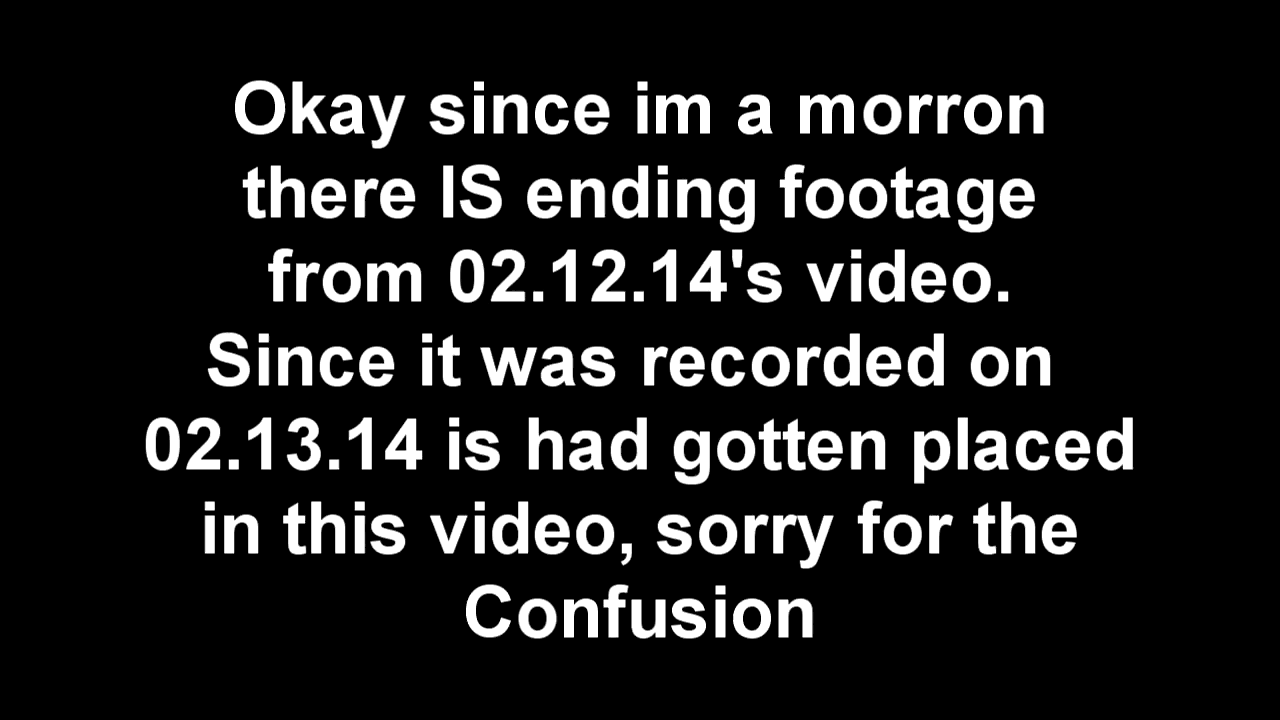 Okay since im a morron
there IS ending footage
from 02.12.14's video.
Since it was recorded on
02.13.14 is had gotten placed
in this video, sorry for the
Confusion